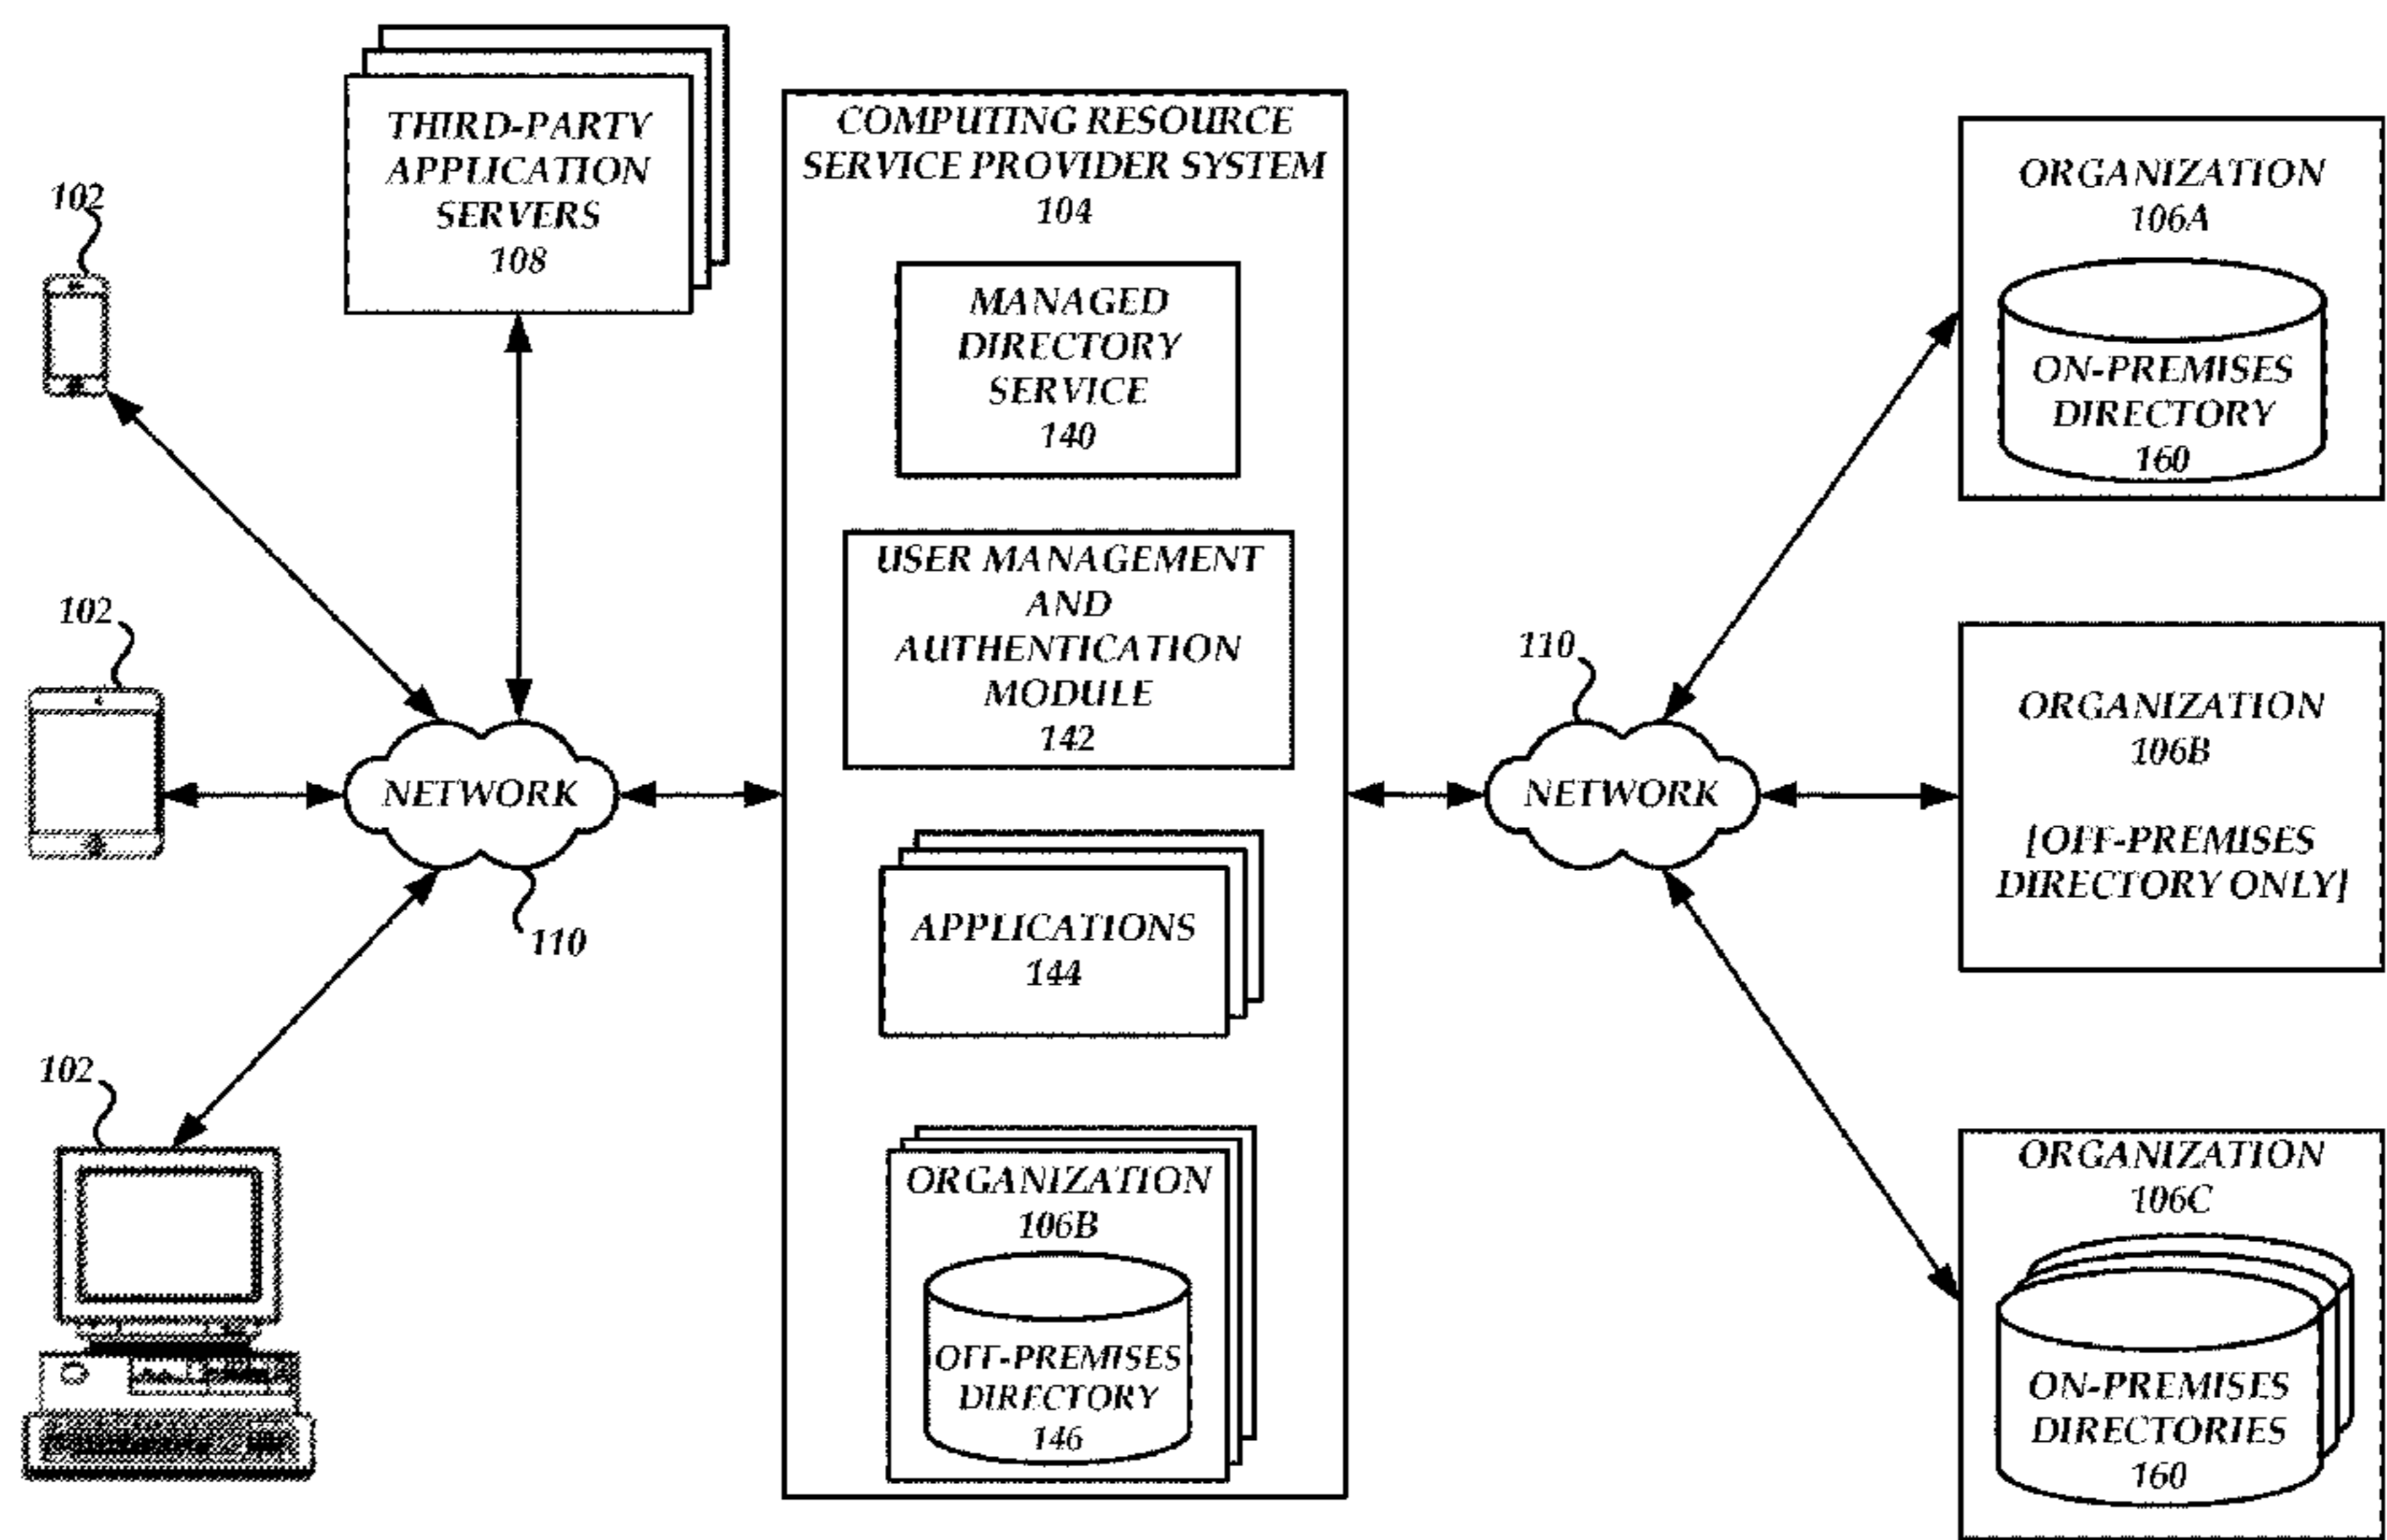 THIRD-PARTY
APPLICATION
SERVERS
108
102
102
102
NETWORK
110
COMPUTING RESOURCE
SERVICE PROVIDER SYSTEM
104
MANAGED
DIRECTORY
SERVICE
140
USER MANAGEMENT
AND
AUTHENTICATION
MODULE
142
APPLICATIONS
144
ORGANIZATION
106B
OFF-PREMISES
DIRECTORY
146
110
NETWORK
ORGANIZATION
106A
ON-PREMISES
DIRECTORY
160
ORGANIZATION
106B
[OFF-PREMISES
DIRECTORY ONLY]
ORGANIZATION
106C
ON-PREMISES
DIRECTORIES
160